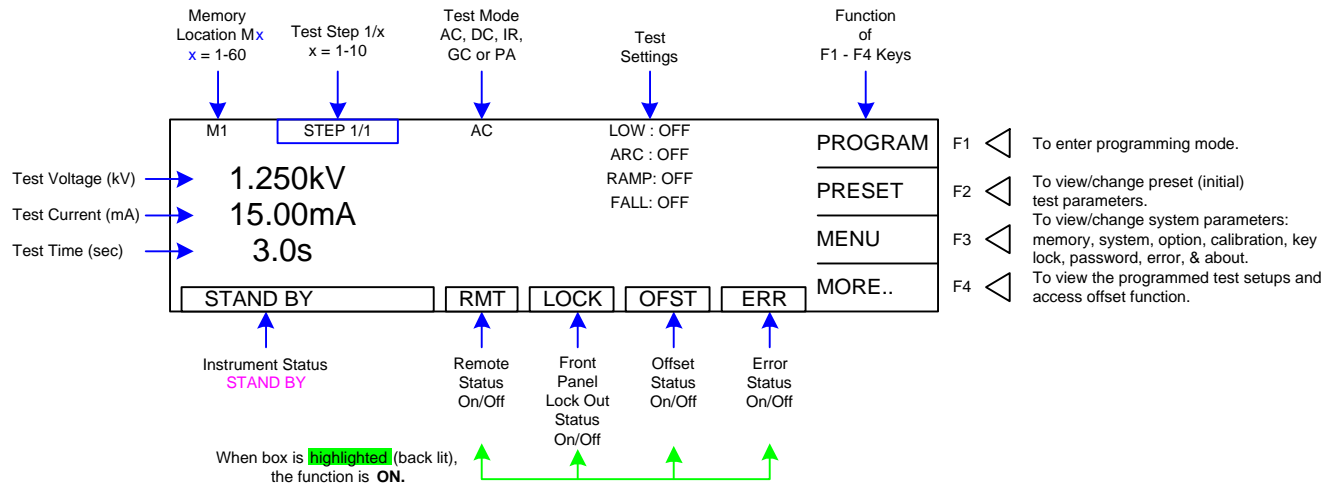 Memory
Location Mx
x = 1-60
Test Step 1/x
x = 1-10
Test Mode
AC, DC, IR,
GC or PA
Test
Settings
Function
of
F1 - F4 Keys
M1
STEP 1/1
AC
LOW : OFF
ARC : OFF
RAMP: OFF
FALL: OFF
Test Voltage (kV)
1.250kV
Test Current (mA)
15.00mA
Test Time (sec)
3.0s
PROGRAM
F1
To enter programming mode.
PRESET
F2
To view/change preset (initial)
test parameters.
MENU
F3
To view/change system parameters:
memory, system, option, calibration, key
lock, password, error, & about.
MORE..
F4
To view the programmed test setups and
access offset function.
STAND BY
RMT
LOCK
OFST
ERR
Instrument Status
STAND BY
Remote
Status
On/Off
Front
Panel
Lock Out
Status
On/Off
Offset
Status
On/Off
Error
Status
On/Off
When box is highlighted (back lit),
the function is ON.